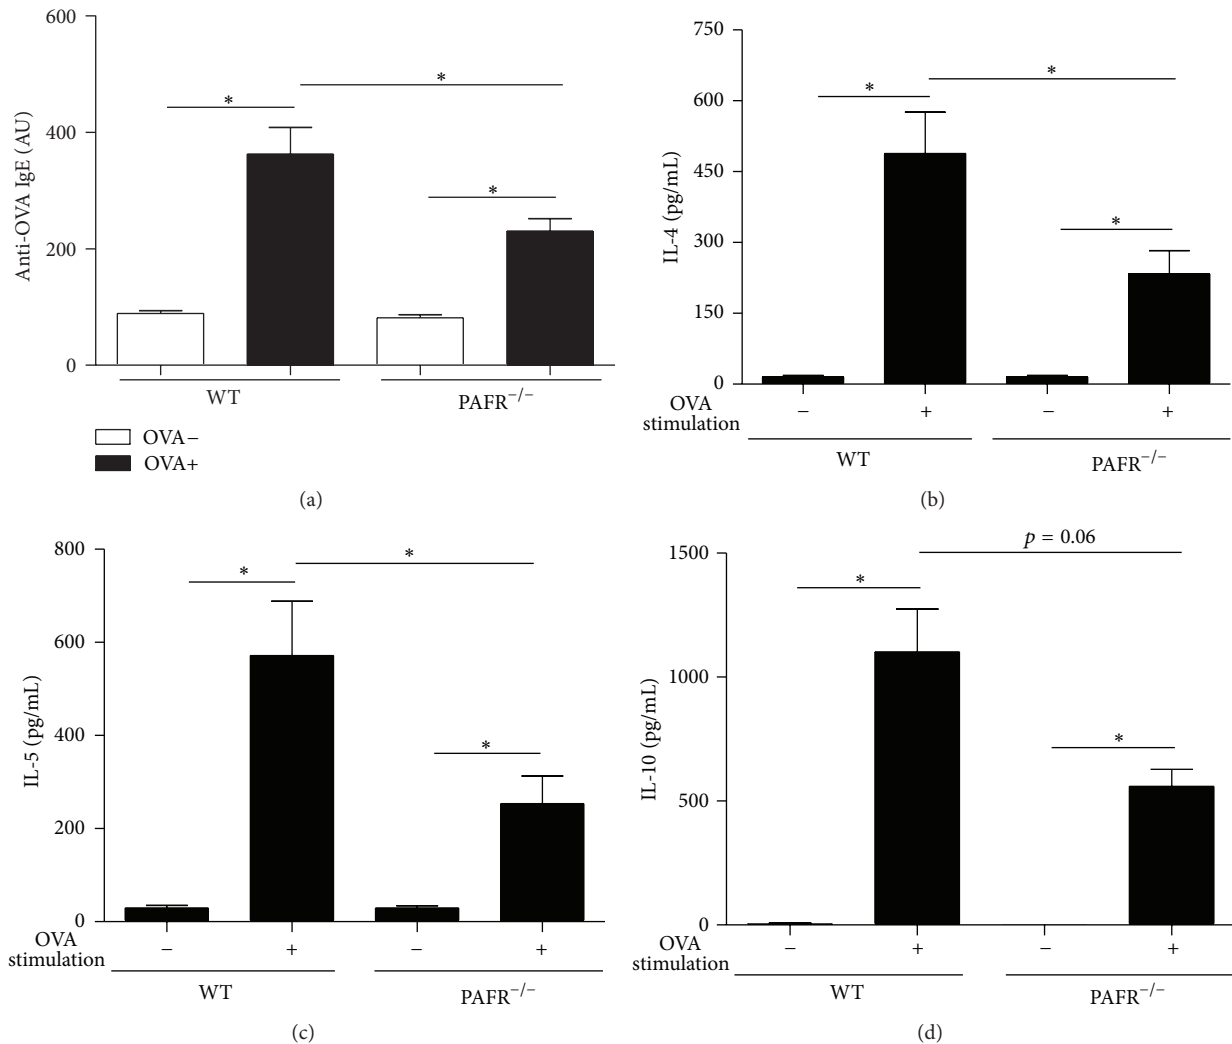 600
400
200
0
Anti-OVA IgE (AU)
*
*
*
WT
PAFR−/−
OVA−
OVA+
(a)
750
600
450
300
150
0
IL-4 (pg/mL)
*
*
*
OVA
stimulation
−
+
−
+
WT
PAFR−/−
(b)
800
600
400
200
0
IL-5 (pg/mL)
*
*
*
OVA
stimulation
−
+
−
+
WT
PAFR−/−
(c)
1500
1000
500
0
IL-10 (pg/mL)
p = 0.06
*
*
OVA
stimulation
−
+
−
+
WT
PAFR−/−
(d)